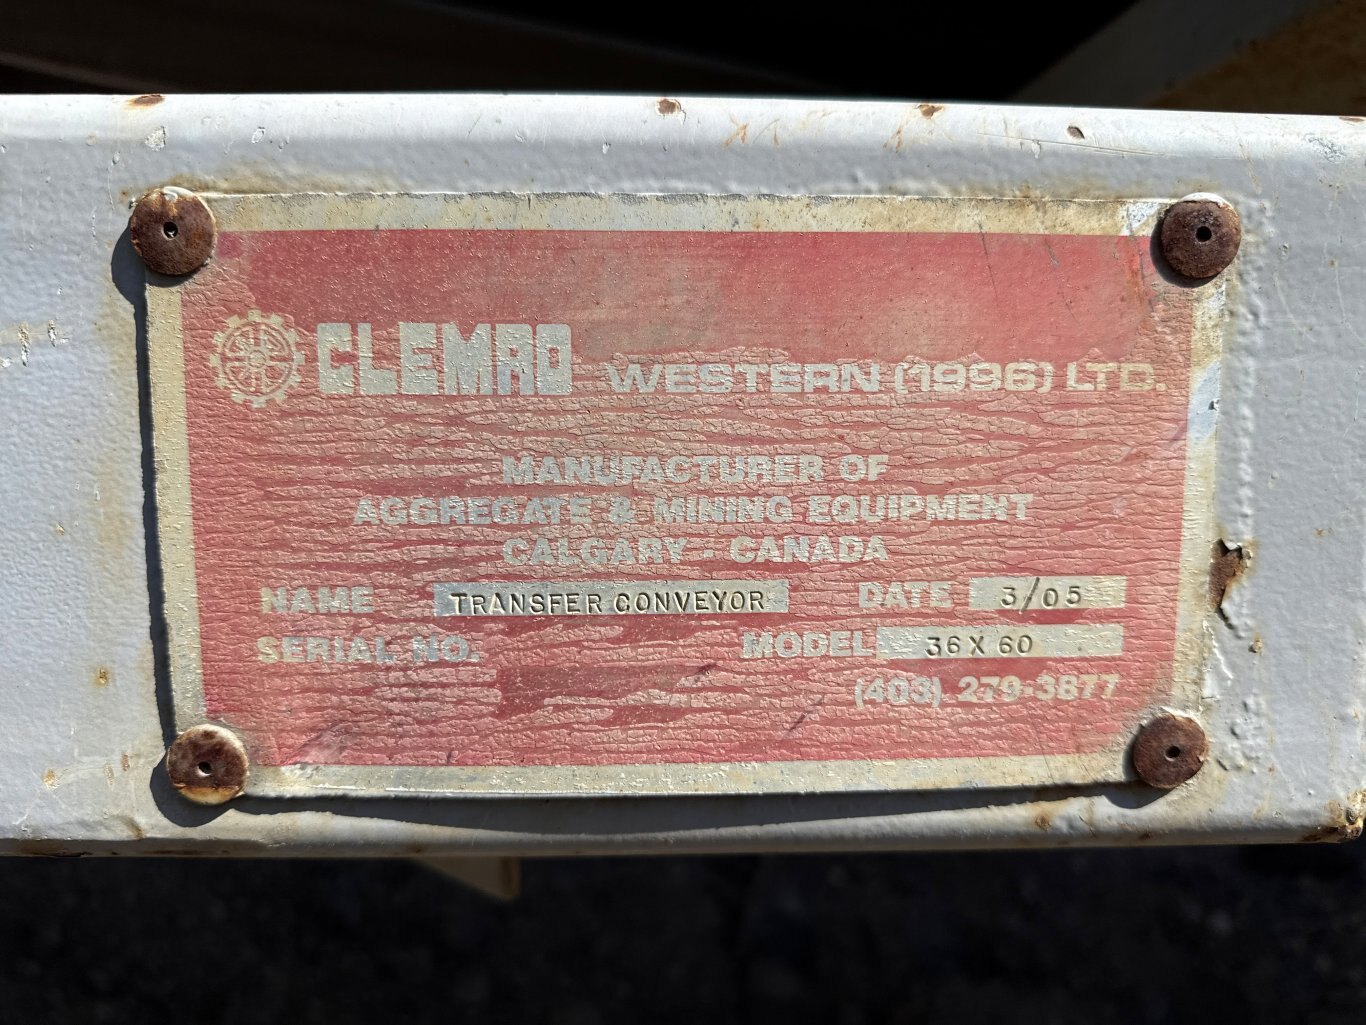 CLEMRO WESTERN (1996) LTD.
MANUFACTURER OF
AGGREGATE & MINING EQUIPMENT
CALGARY - CANADA
NAME TRANSFER CONVEYOR DATE 3/05
SERIAL NO. MODEL 36 X 60
(403) 279-3877